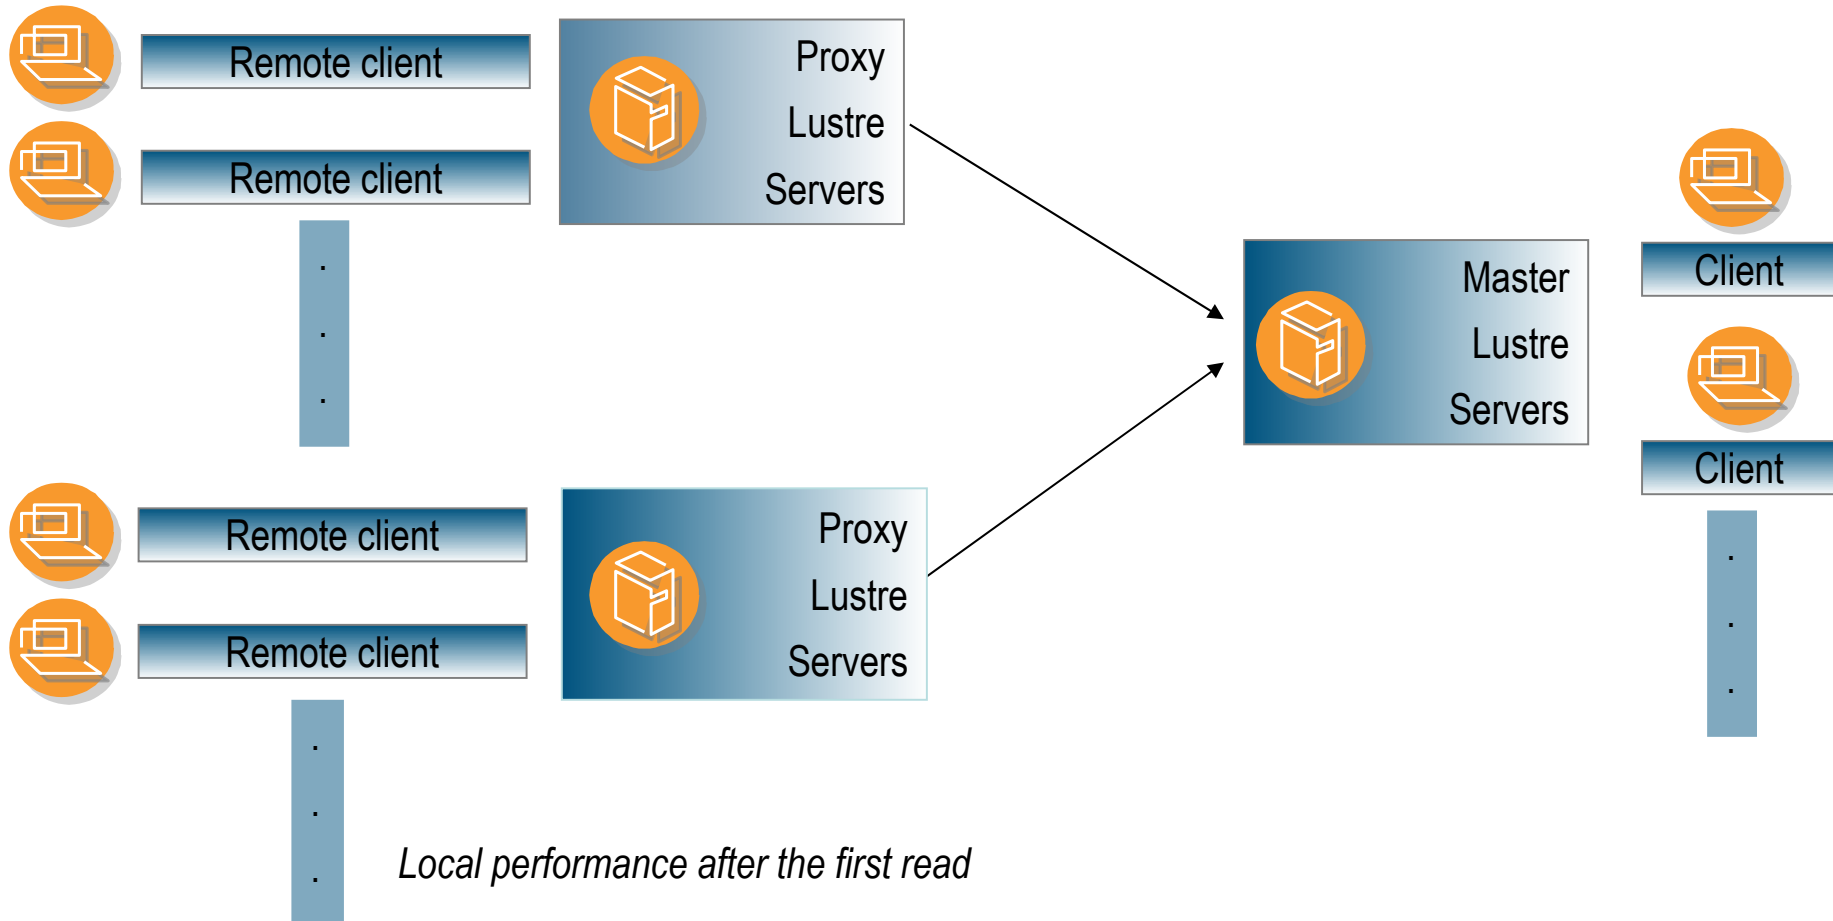 Remote client
Remote client
.
.
.
Proxy
Lustre
Servers
Remote client
Remote client
.
.
.
Proxy
Lustre
Servers
Master
Lustre
Servers
Client
Client
.
.
.
Local performance after the first read